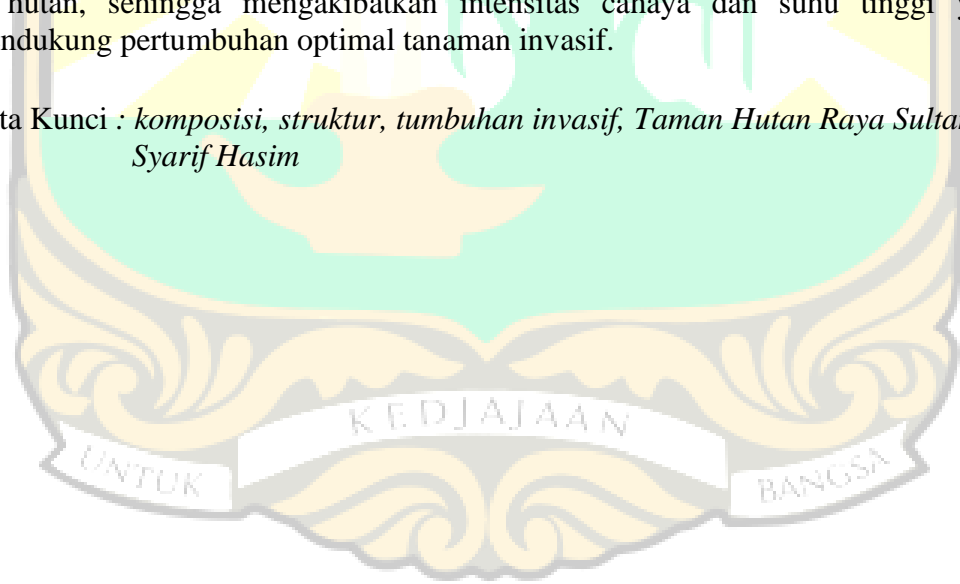 hutan, sehingga mengakibatkan intensitas cahaya dan suhu tinggi
ndukung pertumbuhan optimal tanaman invasif.
ta Kunci : komposisi, struktur, tumbuhan invasif, Taman Hutan Raya Sultan
Syarif Hasim
KEDJAJAAN
UNTUK BANGSA